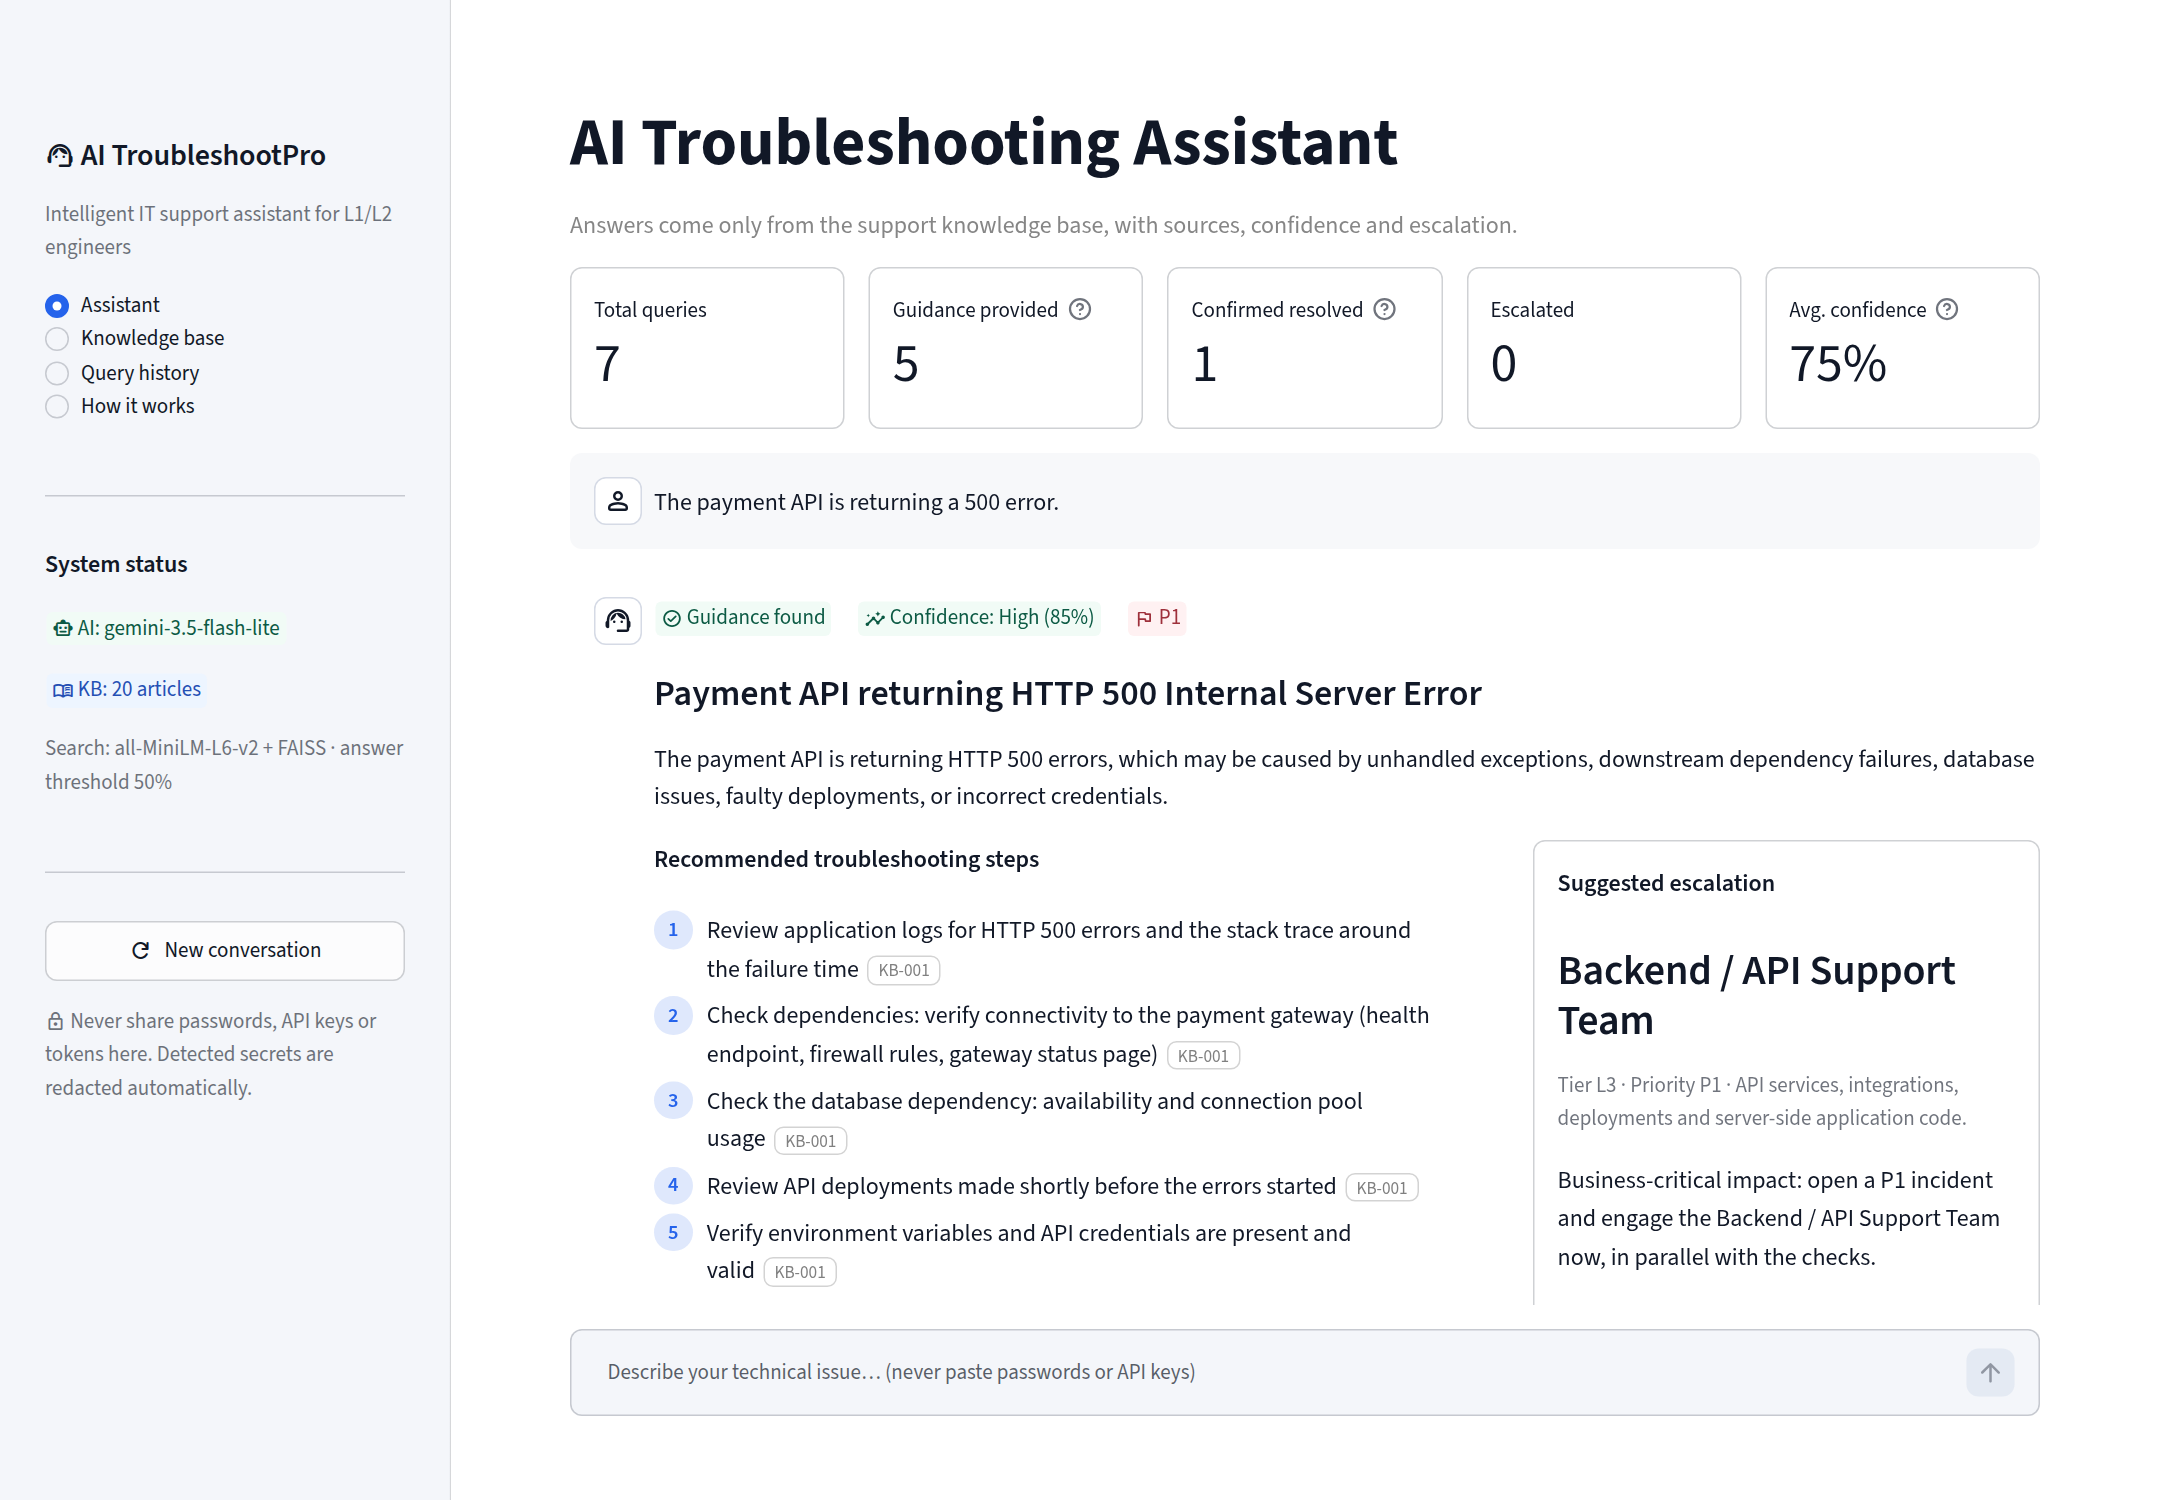 AI TroubleshootPro
Intelligent IT support assistant for L1/L2
engineers
Assistant
Knowledge base
Query history
How it works
System status
AI: gemini-3.5-flash-lite
KB: 20 articles
Search: all-MiniLM-L6-v2 + FAISS · answer
threshold 50%
New conversation
Never share passwords, API keys or
tokens here. Detected secrets are
redacted automatically.
AI Troubleshooting Assistant
Answers come only from the support knowledge base, with sources, confidence and escalation.
Total queries
7
Guidance provided
5
Confirmed resolved
1
Escalated
0
Avg. confidence
75%
The payment API is returning a 500 error.
Guidance found
Confidence: High (85%)
P1
Payment API returning HTTP 500 Internal Server Error
The payment API is returning HTTP 500 errors, which may be caused by unhandled exceptions, downstream dependency failures, database
issues, faulty deployments, or incorrect credentials.
Recommended troubleshooting steps
1 Review application logs for HTTP 500 errors and the stack trace around
the failure time KB-001
2 Check dependencies: verify connectivity to the payment gateway (health
endpoint, firewall rules, gateway status page) KB-001
3 Check the database dependency: availability and connection pool
usage KB-001
4 Review API deployments made shortly before the errors started KB-001
5 Verify environment variables and API credentials are present and
valid KB-001
Suggested escalation
Backend / API Support
Team
Tier L3 · Priority P1 · API services, integrations,
deployments and server-side application code.
Business-critical impact: open a P1 incident
and engage the Backend / API Support Team
now, in parallel with the checks.
Describe your technical issue… (never paste passwords or API keys)